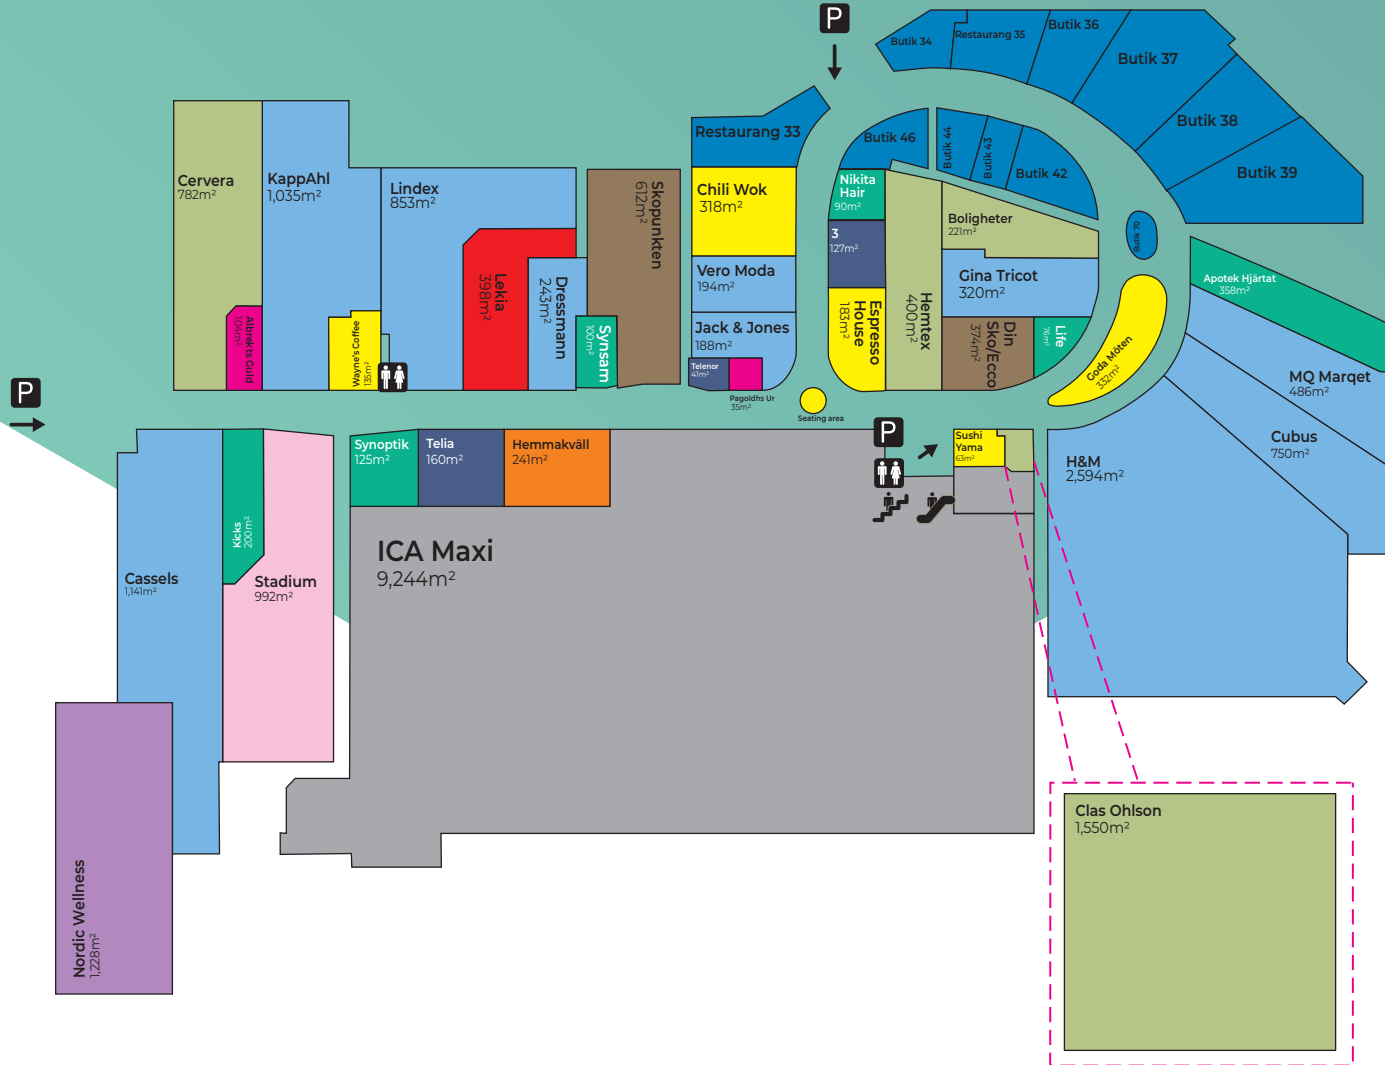 P
Butik 34
Restaurang 35
Butik 36
Butik 37
Butik 38
Butik 39
Restaurang 33
Butik 46
Butik 44
Butik 43
Butik 42
Butik 70
Cervera
782m²
KappAhl
1,035m²
Lindex
853m²
Skopunkten
612m²
Chili Wok
318m²
Nikita
Hair
90m²
3
127m²
Boligheter
221m²
Vero Moda
194m²
Gina Tricot
320m²
Apotek Hjärtat
358m²
Lekia
398m²
Dressmann
243m²
Synsam
100m²
Jack & Jones
188m²
Espresso
House
183m²
Hemtex
400m²
Din
Sko/Ecco
374m²
Life
76m²
Goda Möten
332m²
Albrekts Guld
104m²
Wayne's Coffee
135m²
Telenor
41m²
Pagoldhs Ur
35m²
Seating area
MQ Marqet
486m²
Cubus
750m²
H&M
2,594m²
P
P
Synoptik
125m²
Telia
160m²
Hemmakväll
241m²
Sushi
Yama
63m²
Kicks
200m²
ICA Maxi
9,244m²
Cassels
1,141m²
Stadium
992m²
Nordic Wellness
1,228m²
Clas Ohlson
1,550m²